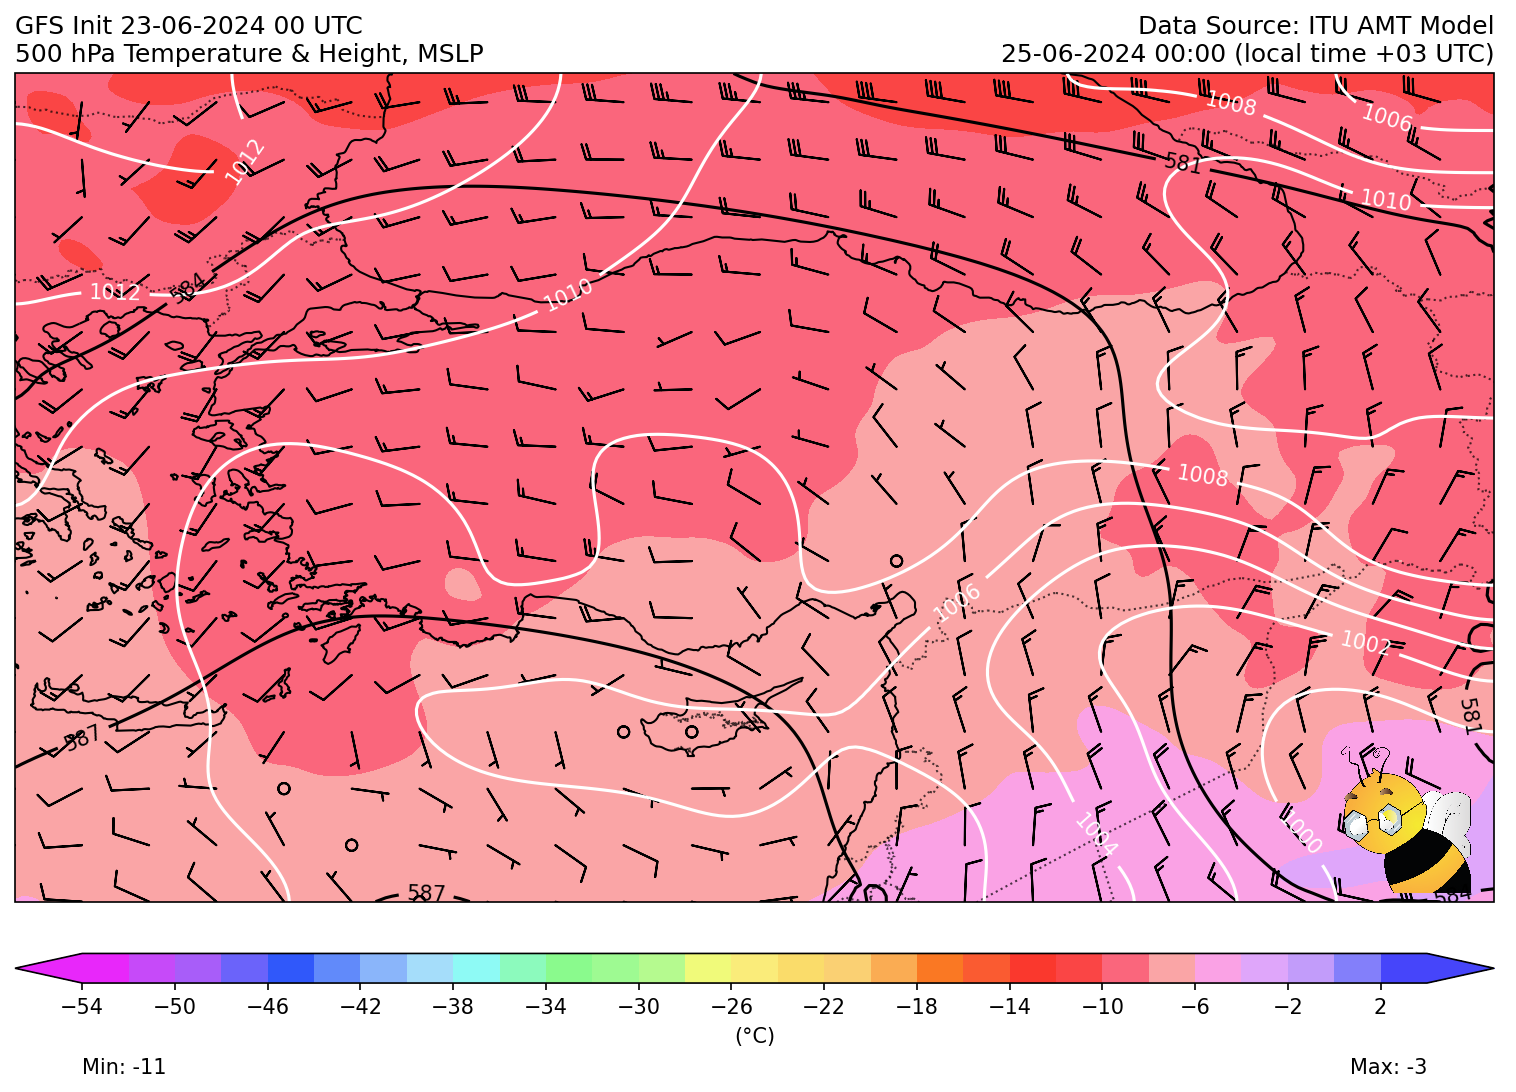 GFS Init 23-06-2024 00 UTC
Data Source: ITU AMT Model
500 hPa Temperature & Height, MSLP
25-06-2024 00:00 (local time +03 UTC)
1008
1006
1012
581
1010
1012
584
1010
1008
1006
1002
581
587
1004
1000
587
584
−54 −50 −46 −42 −38 −34 −30 −26 −22 −18 −14 −10 −6 −2 2
(°C)
Min: -11
Max: -3